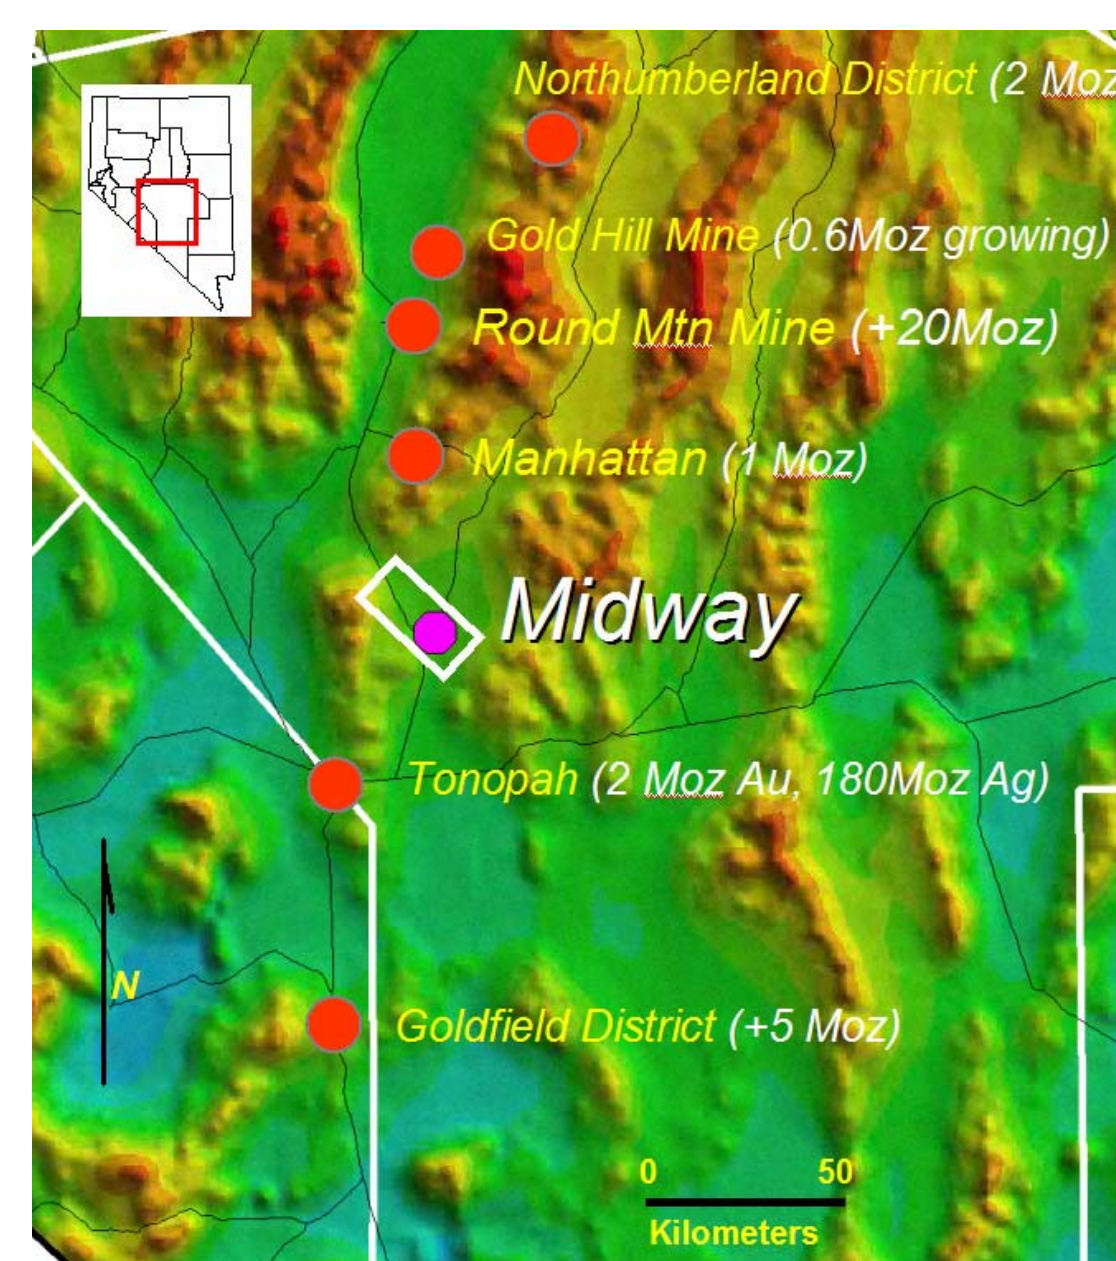 Northumberland District (2 Moz
Gold Hill Mine (0.6Moz growing)
Round Mtn Mine (+20Moz)
Manhattan (1 Moz)
Midway
Tonopah (2 Moz Au, 180Moz Ag)
N
Goldfield District (+5 Moz)
0 50
Kilometers